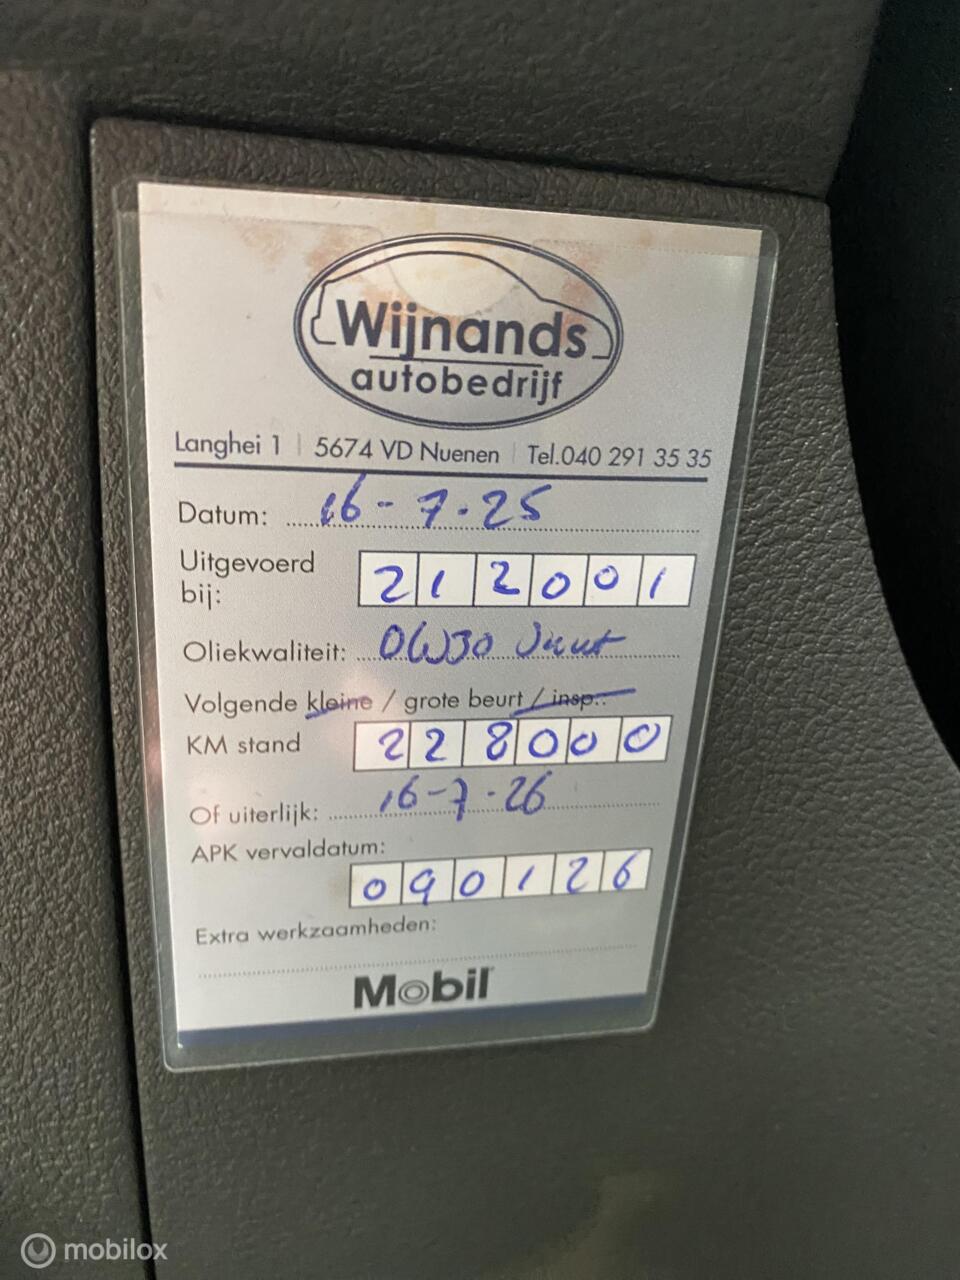 Wijnands
autobedrijf
Langhei 1 | 5674 VD Nuenen | Tel.040 291 35 35
Datum: 16-7-25
Uitgevoerd
bij: 212001
Oliekwaliteit: 0W30
Volgende kleine / grote beurt / insp..
KM stand 228000
Of uiterlijk: 16-7-26
APK vervaldatum:
090126
Extra werkzaamheden:
Mobil
mobilox